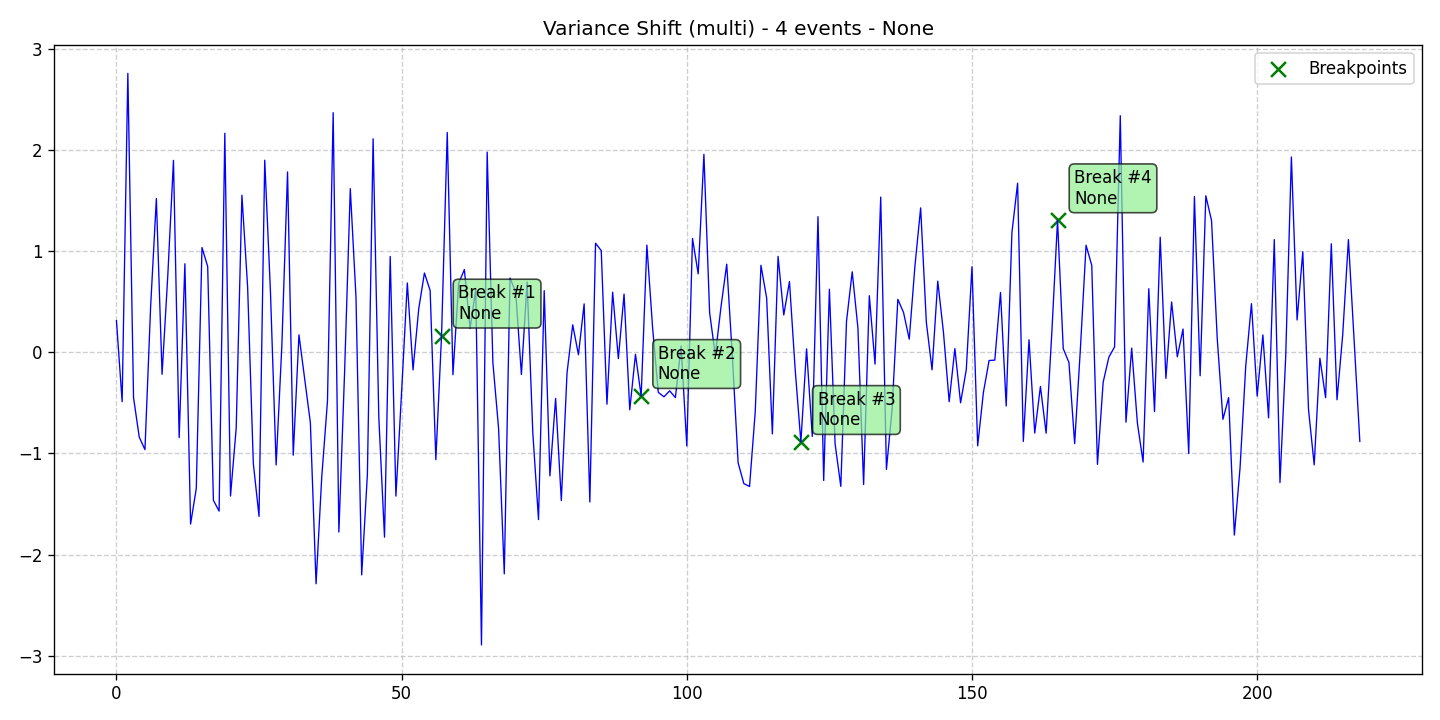 Variance Shift (multi) - 4 events - None
3
2
1
0
−1
−2
−3
Breakpoints
Break #4
None
Break #1
None
Break #2
None
Break #3
None
0
50
100
150
200